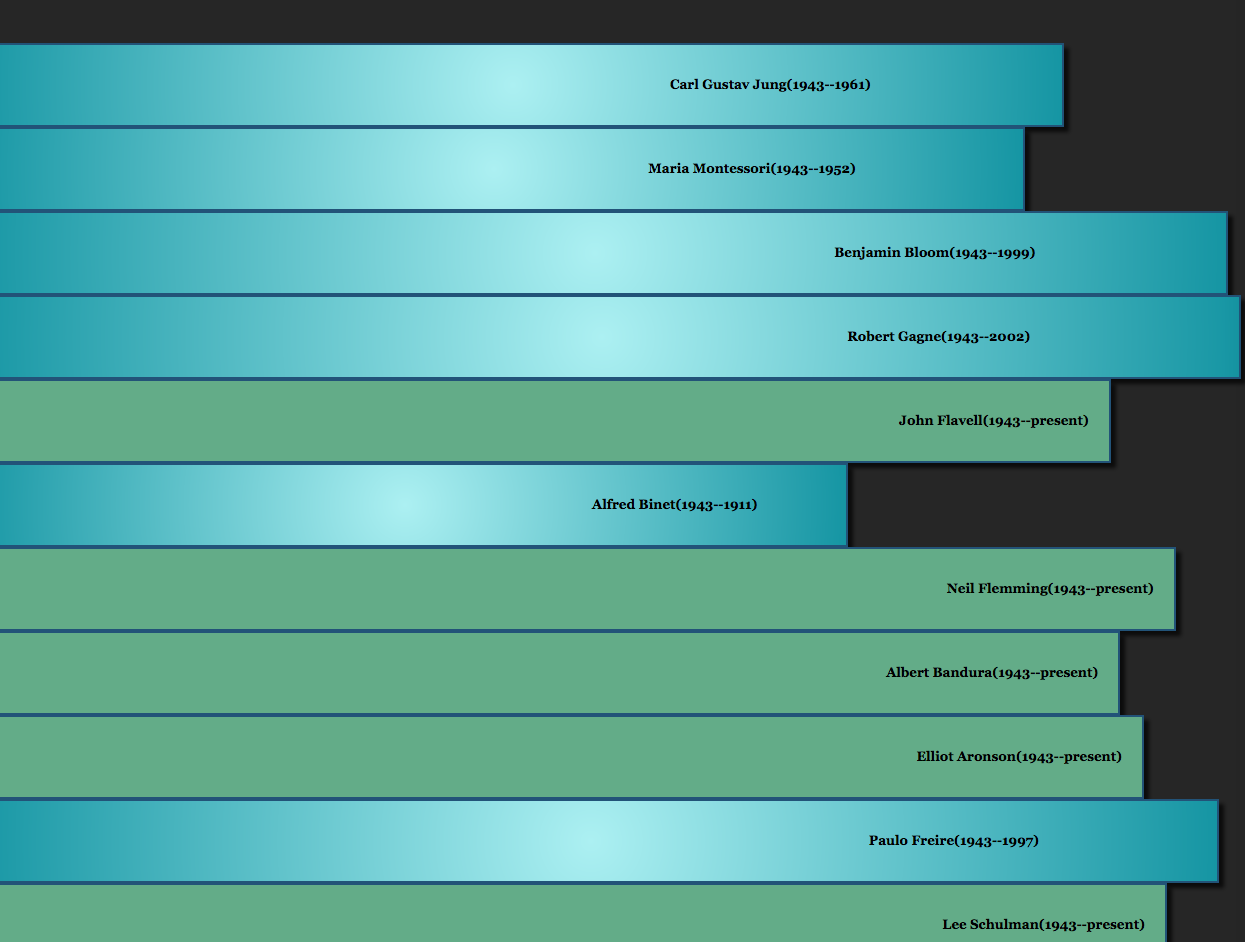 Carl Gustav Jung(1943--1961)
Maria Montessori(1943--1952)
Benjamin Bloom(1943--1999)
Robert Gagne(1943--2002)
John Flavell(1943--present)
Alfred Binet(1943--1911)
Neil Flemming(1943--present)
Albert Bandura(1943--present)
Elliot Aronson(1943--present)
Paulo Freire(1943--1997)
Lee Schulman(1943--present)